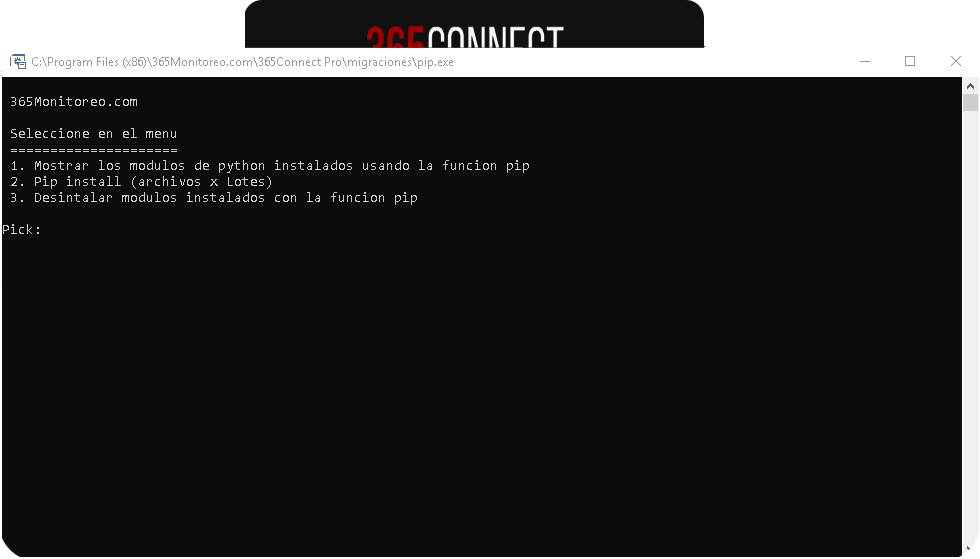 365CONNECT
C:\Program Files (x86)\365Monitoreo.com\365Connect Pro\migraciones\pip.exe
365Monitoreo.com
Seleccione en el menu
=====================
1. Mostrar los modulos de python instalados usando la funcion pip
2. Pip install (archivos x Lotes)
3. Desintalar modulos instalados con la funcion pip
Pick: